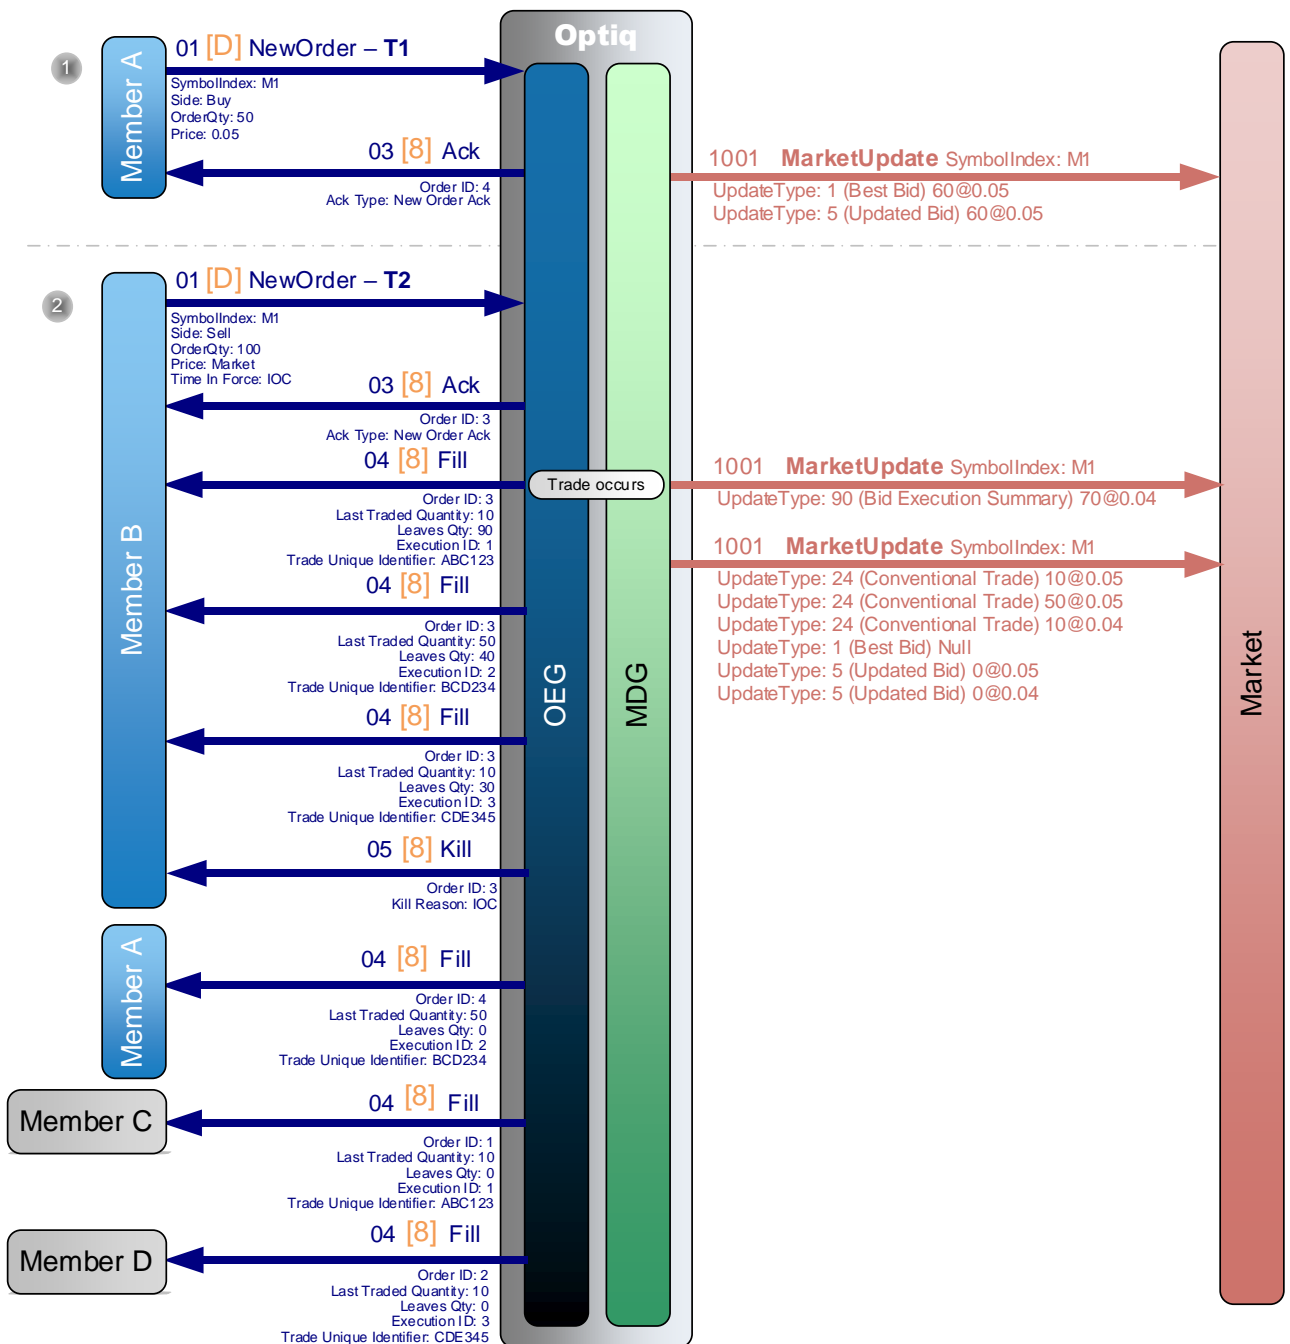 Optiq
1
Member A
01 [D] NewOrder – T1
SymbolIndex: M1
Side: Buy
OrderQty: 50
Price: 0.05
03 [8] Ack
Order ID: 4
Ack Type: New Order Ack
1001 MarketUpdate SymbolIndex: M1
UpdateType: 1 (Best Bid) 60@0.05
UpdateType: 5 (Updated Bid) 60@0.05
2
Member B
01 [D] NewOrder – T2
SymbolIndex: M1
Side: Sell
OrderQty: 100
Price: Market
Time In Force: IOC
03 [8] Ack
Order ID: 3
Ack Type: New Order Ack
04 [8] Fill
Order ID: 3
Last Traded Quantity: 10
Leaves Qty: 90
Execution ID: 1
Trade Unique Identifier: ABC123
Trade occurs
1001 MarketUpdate SymbolIndex: M1
UpdateType: 90 (Bid Execution Summary) 70@0.04
1001 MarketUpdate SymbolIndex: M1
UpdateType: 24 (Conventional Trade) 10@0.05
UpdateType: 24 (Conventional Trade) 50@0.05
UpdateType: 24 (Conventional Trade) 10@0.04
UpdateType: 1 (Best Bid) Null
UpdateType: 5 (Updated Bid) 0@0.05
UpdateType: 5 (Updated Bid) 0@0.04
04 [8] Fill
Order ID: 3
Last Traded Quantity: 50
Leaves Qty: 40
Execution ID: 2
Trade Unique Identifier: BCD234
OEG
MDG
Market
04 [8] Fill
Order ID: 3
Last Traded Quantity: 10
Leaves Qty: 30
Execution ID: 3
Trade Unique Identifier: CDE345
05 [8] Kill
Order ID: 3
Kill Reason: IOC
Member A
04 [8] Fill
Order ID: 4
Last Traded Quantity: 50
Leaves Qty: 0
Execution ID: 2
Trade Unique Identifier: BCD234
Member C
04 [8] Fill
Order ID: 1
Last Traded Quantity: 10
Leaves Qty: 0
Execution ID: 1
Trade Unique Identifier: ABC123
Member D
04 [8] Fill
Order ID: 2
Last Traded Quantity: 10
Leaves Qty: 0
Execution ID: 3
Trade Unique Identifier: CDE345